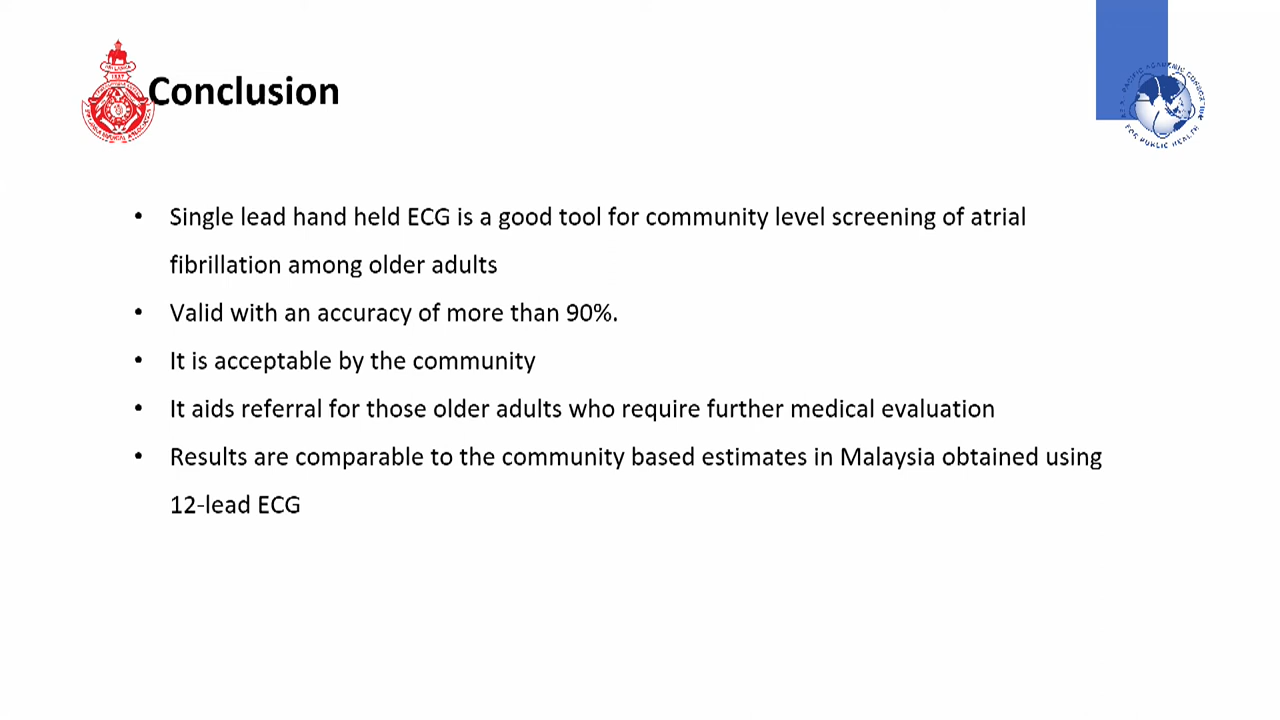 Conclusion
• Single lead hand held ECG is a good tool for community level screening of atrial
fibrillation among older adults
• Valid with an accuracy of more than 90%.
• It is acceptable by the community
• It aids referral for those older adults who require further medical evaluation
• Results are comparable to the community based estimates in Malaysia obtained using
12-lead ECG
FOR PUBLIC HEALTH